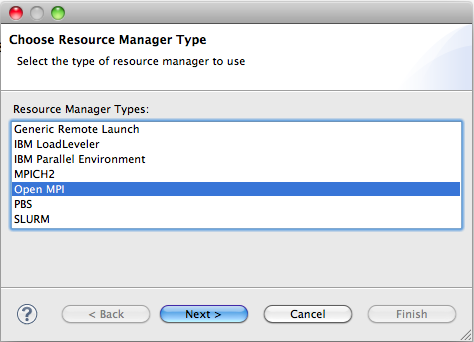 Choose Resource Manager Type
Select the type of resource manager to use
Resource Manager Types:
Generic Remote Launch
IBM LoadLeveler
IBM Parallel Environment
MPICH2
Open MPI
PBS
SLURM
?
< Back
Next >
Cancel
Finish